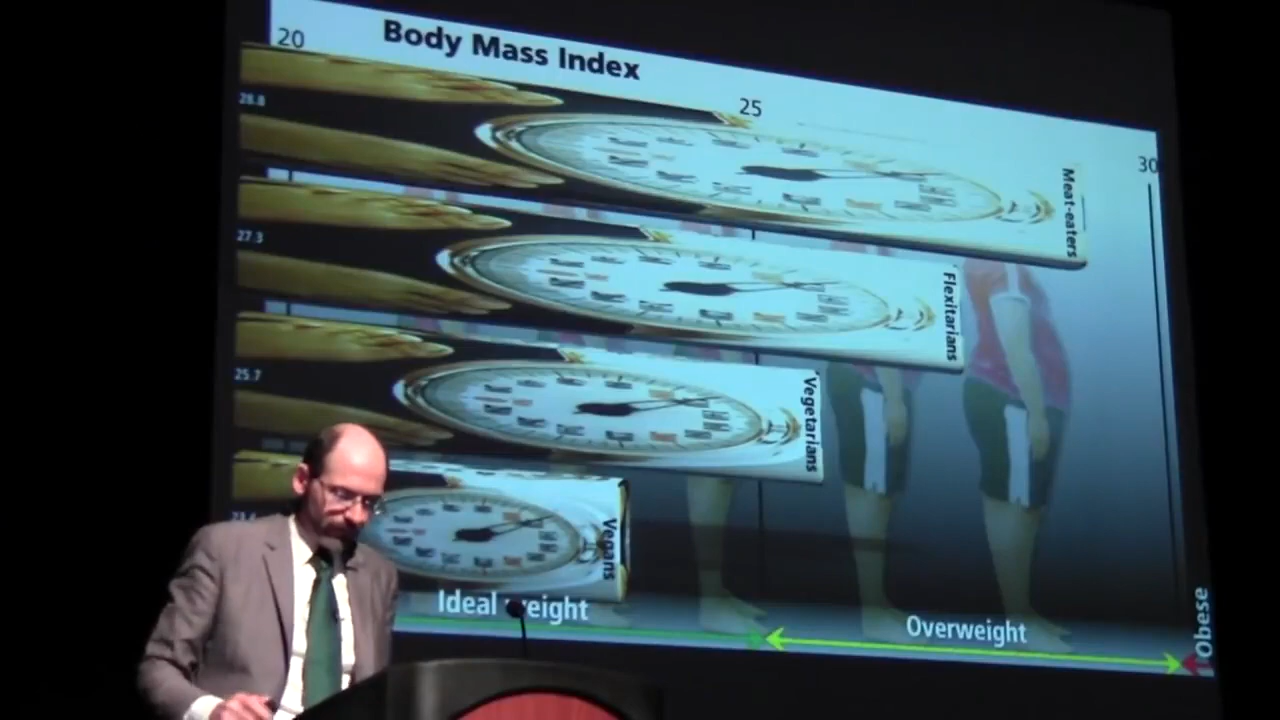 Body Mass Index
20
25
30
28.8
Meat-eaters
27.3
Flexitarians
25.7
Vegetarians
Vegans
Ideal weight
Overweight
Obese